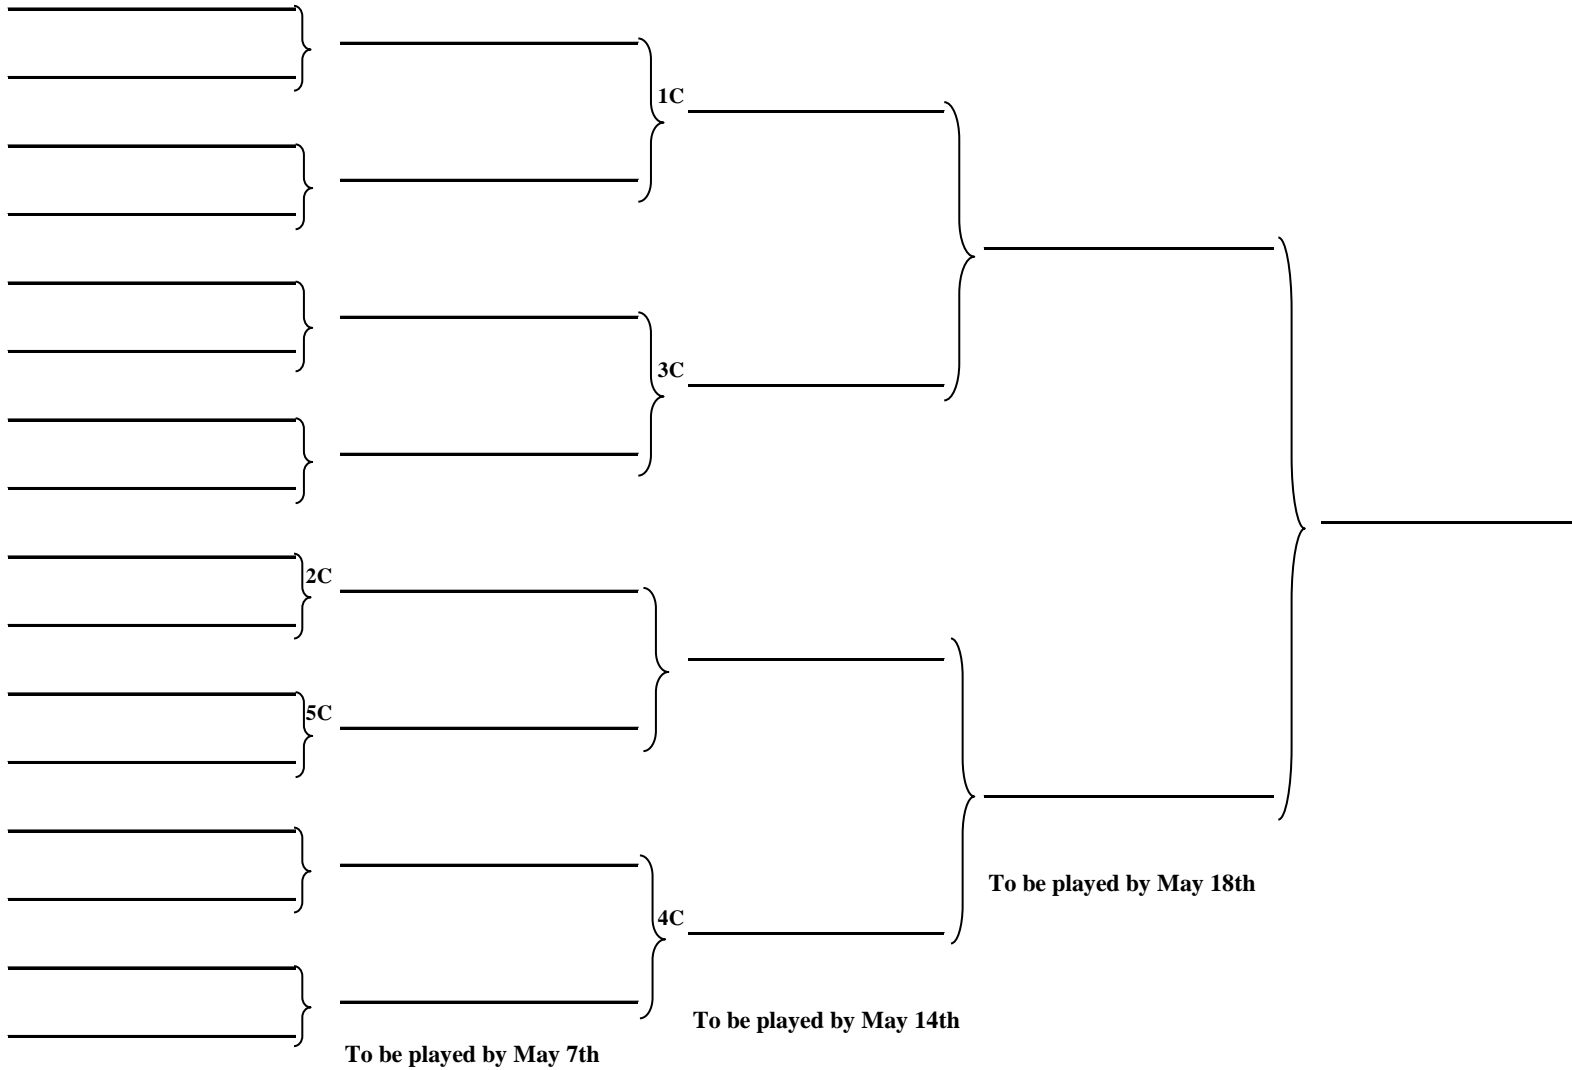 1C
3C
2C
5C
To be played by May 18th
4C
To be played by May 14th
To be played by May 7th